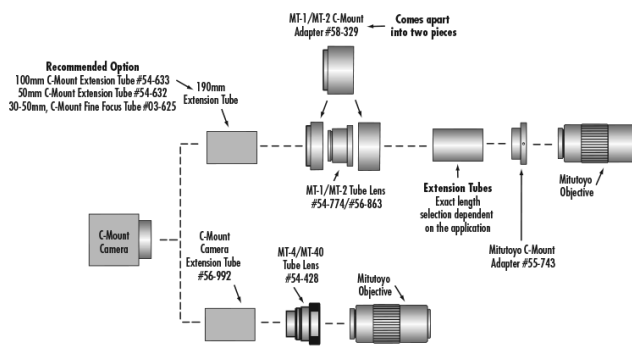 MT-1/MT-2 C-Mount
Adapter #58-329
Comes apart
into two pieces
Recommended Option
100mm C-Mount Extension Tube #54-633
50mm C-Mount Extension Tube #54-632
30-50mm, C-Mount Fine Focus Tube #03-625
190mm
Extension Tube
MT-1/MT-2 Tube Lens
#54-774/#56-863
Extension Tubes
Exact length
selection dependent
on the application
Mitutoyo
Objective
Mitutoyo C-Mount
Adapter #55-743
C-Mount
Camera
C-Mount
Camera
Extension Tube
#56-992
MT-4/MT-40
Tube Lens
#54-428
Mitutoyo
Objective